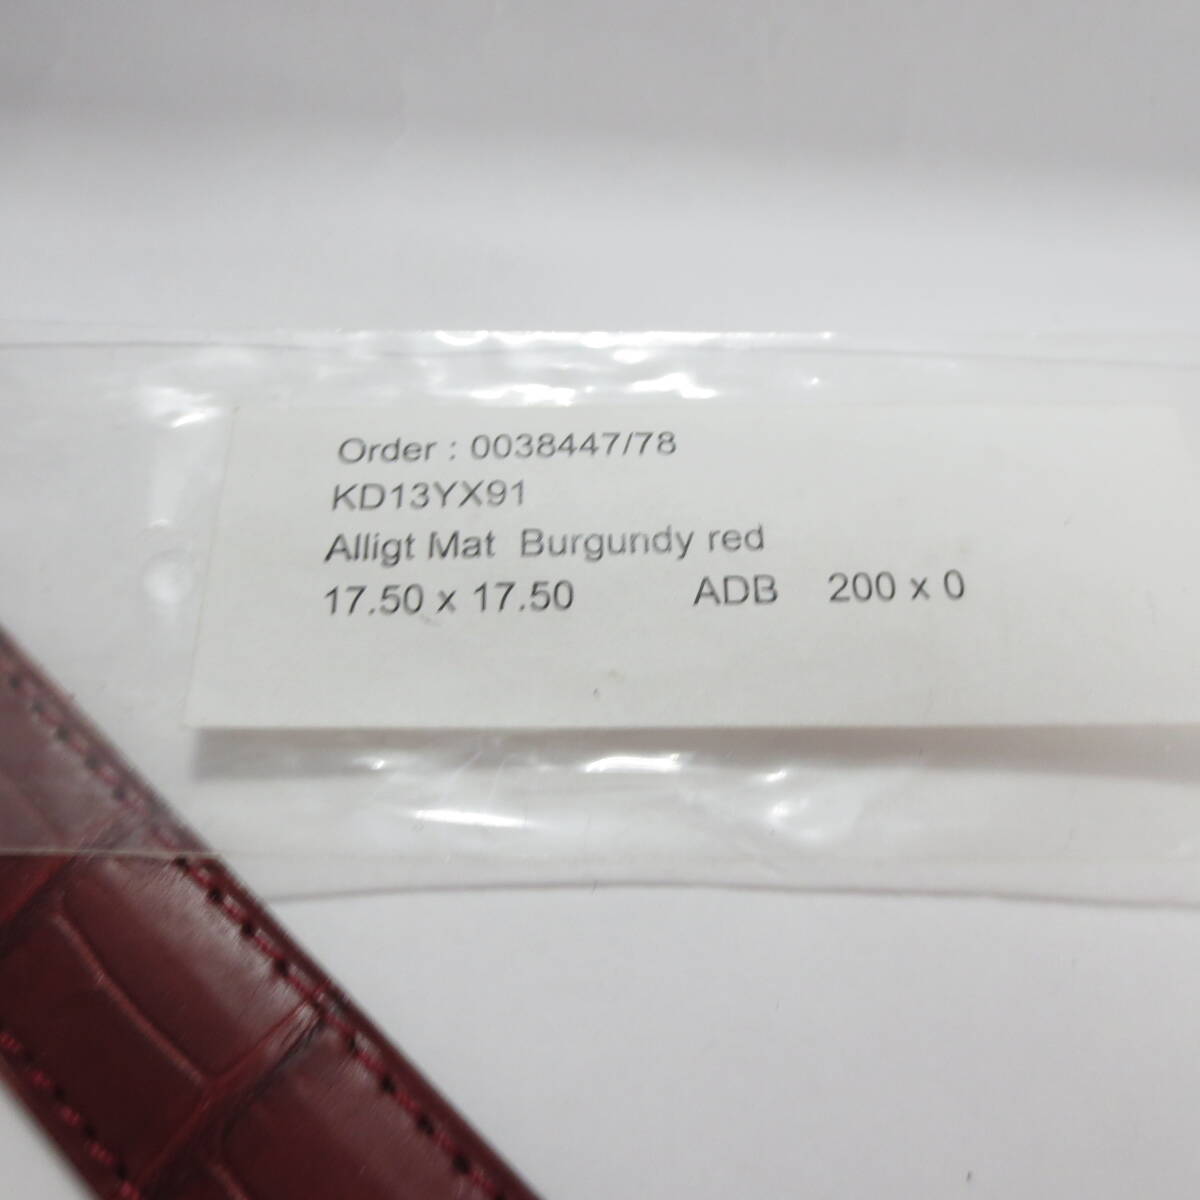 Order : 0038447/78
KD13YX91
Alligt Mat Burgundy red
17.50 x 17.50 ADB 200 x 0